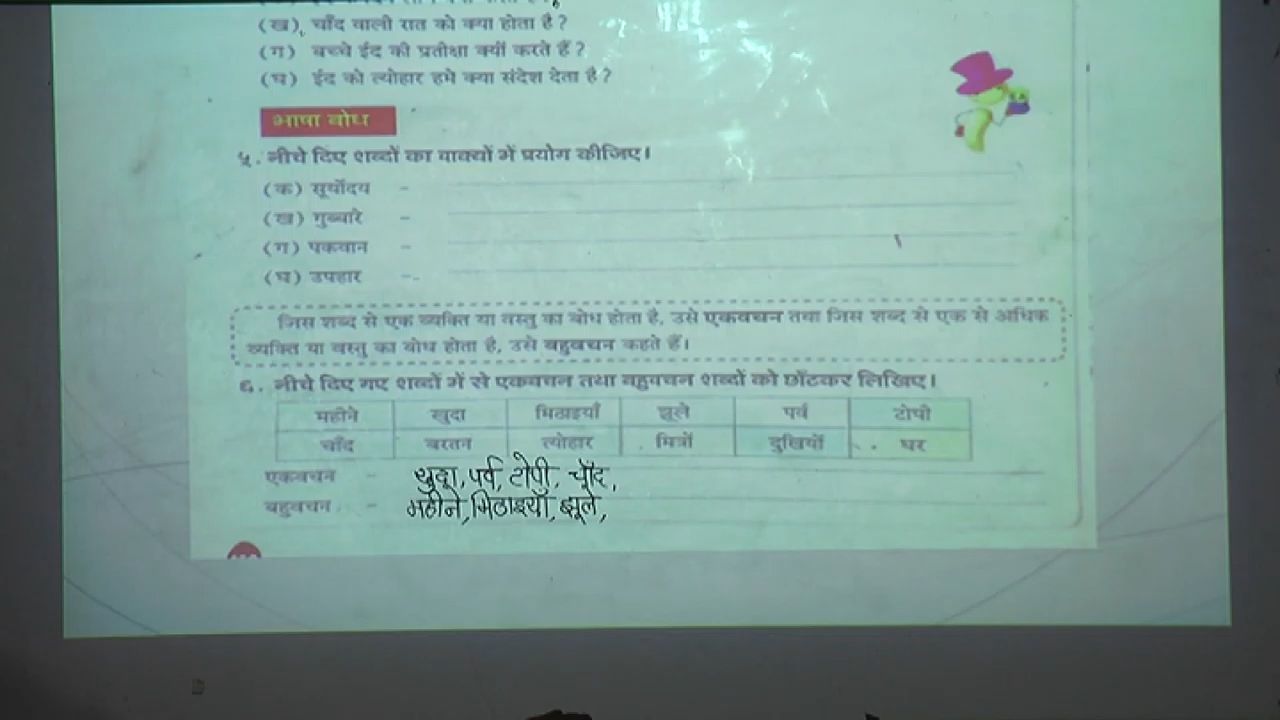 (ख) चाँद वाली रात को क्या होता है?
(ग) बच्चे ईद की प्रतीक्षा क्यों करते हैं?
(घ) ईद को त्योहार हमे क्या संदेश देता है?
भाषा बोध
५. नीचे दिए शब्दों का वाक्यों में प्रयोग कीजिए।
(क) सूर्योदय -
(ख) गुब्बारे -
(ग) पकवान -
(घ) उपहार -
जिस शब्द से एक व्यक्ति या वस्तु का बोध होता है, उसे एकवचन तथा जिस शब्द से एक से अधिक
व्यक्ति या वस्तु का बोध होता है, उसे बहुवचन कहते हैं।
6. नीचे दिए गए शब्दों में से एकवचन तथा बहुवचन शब्दों को छाँटकर लिखिए।
महीने खुदा मिठाइयाँ झूले पर्व टोपी
चाँद बरतन त्योहार मित्रों दुखियों घर
एकवचन - खुदा, पर्व, टोपी, चाँद,
बहुवचन - महीने, मिठाइयाँ, झूले,